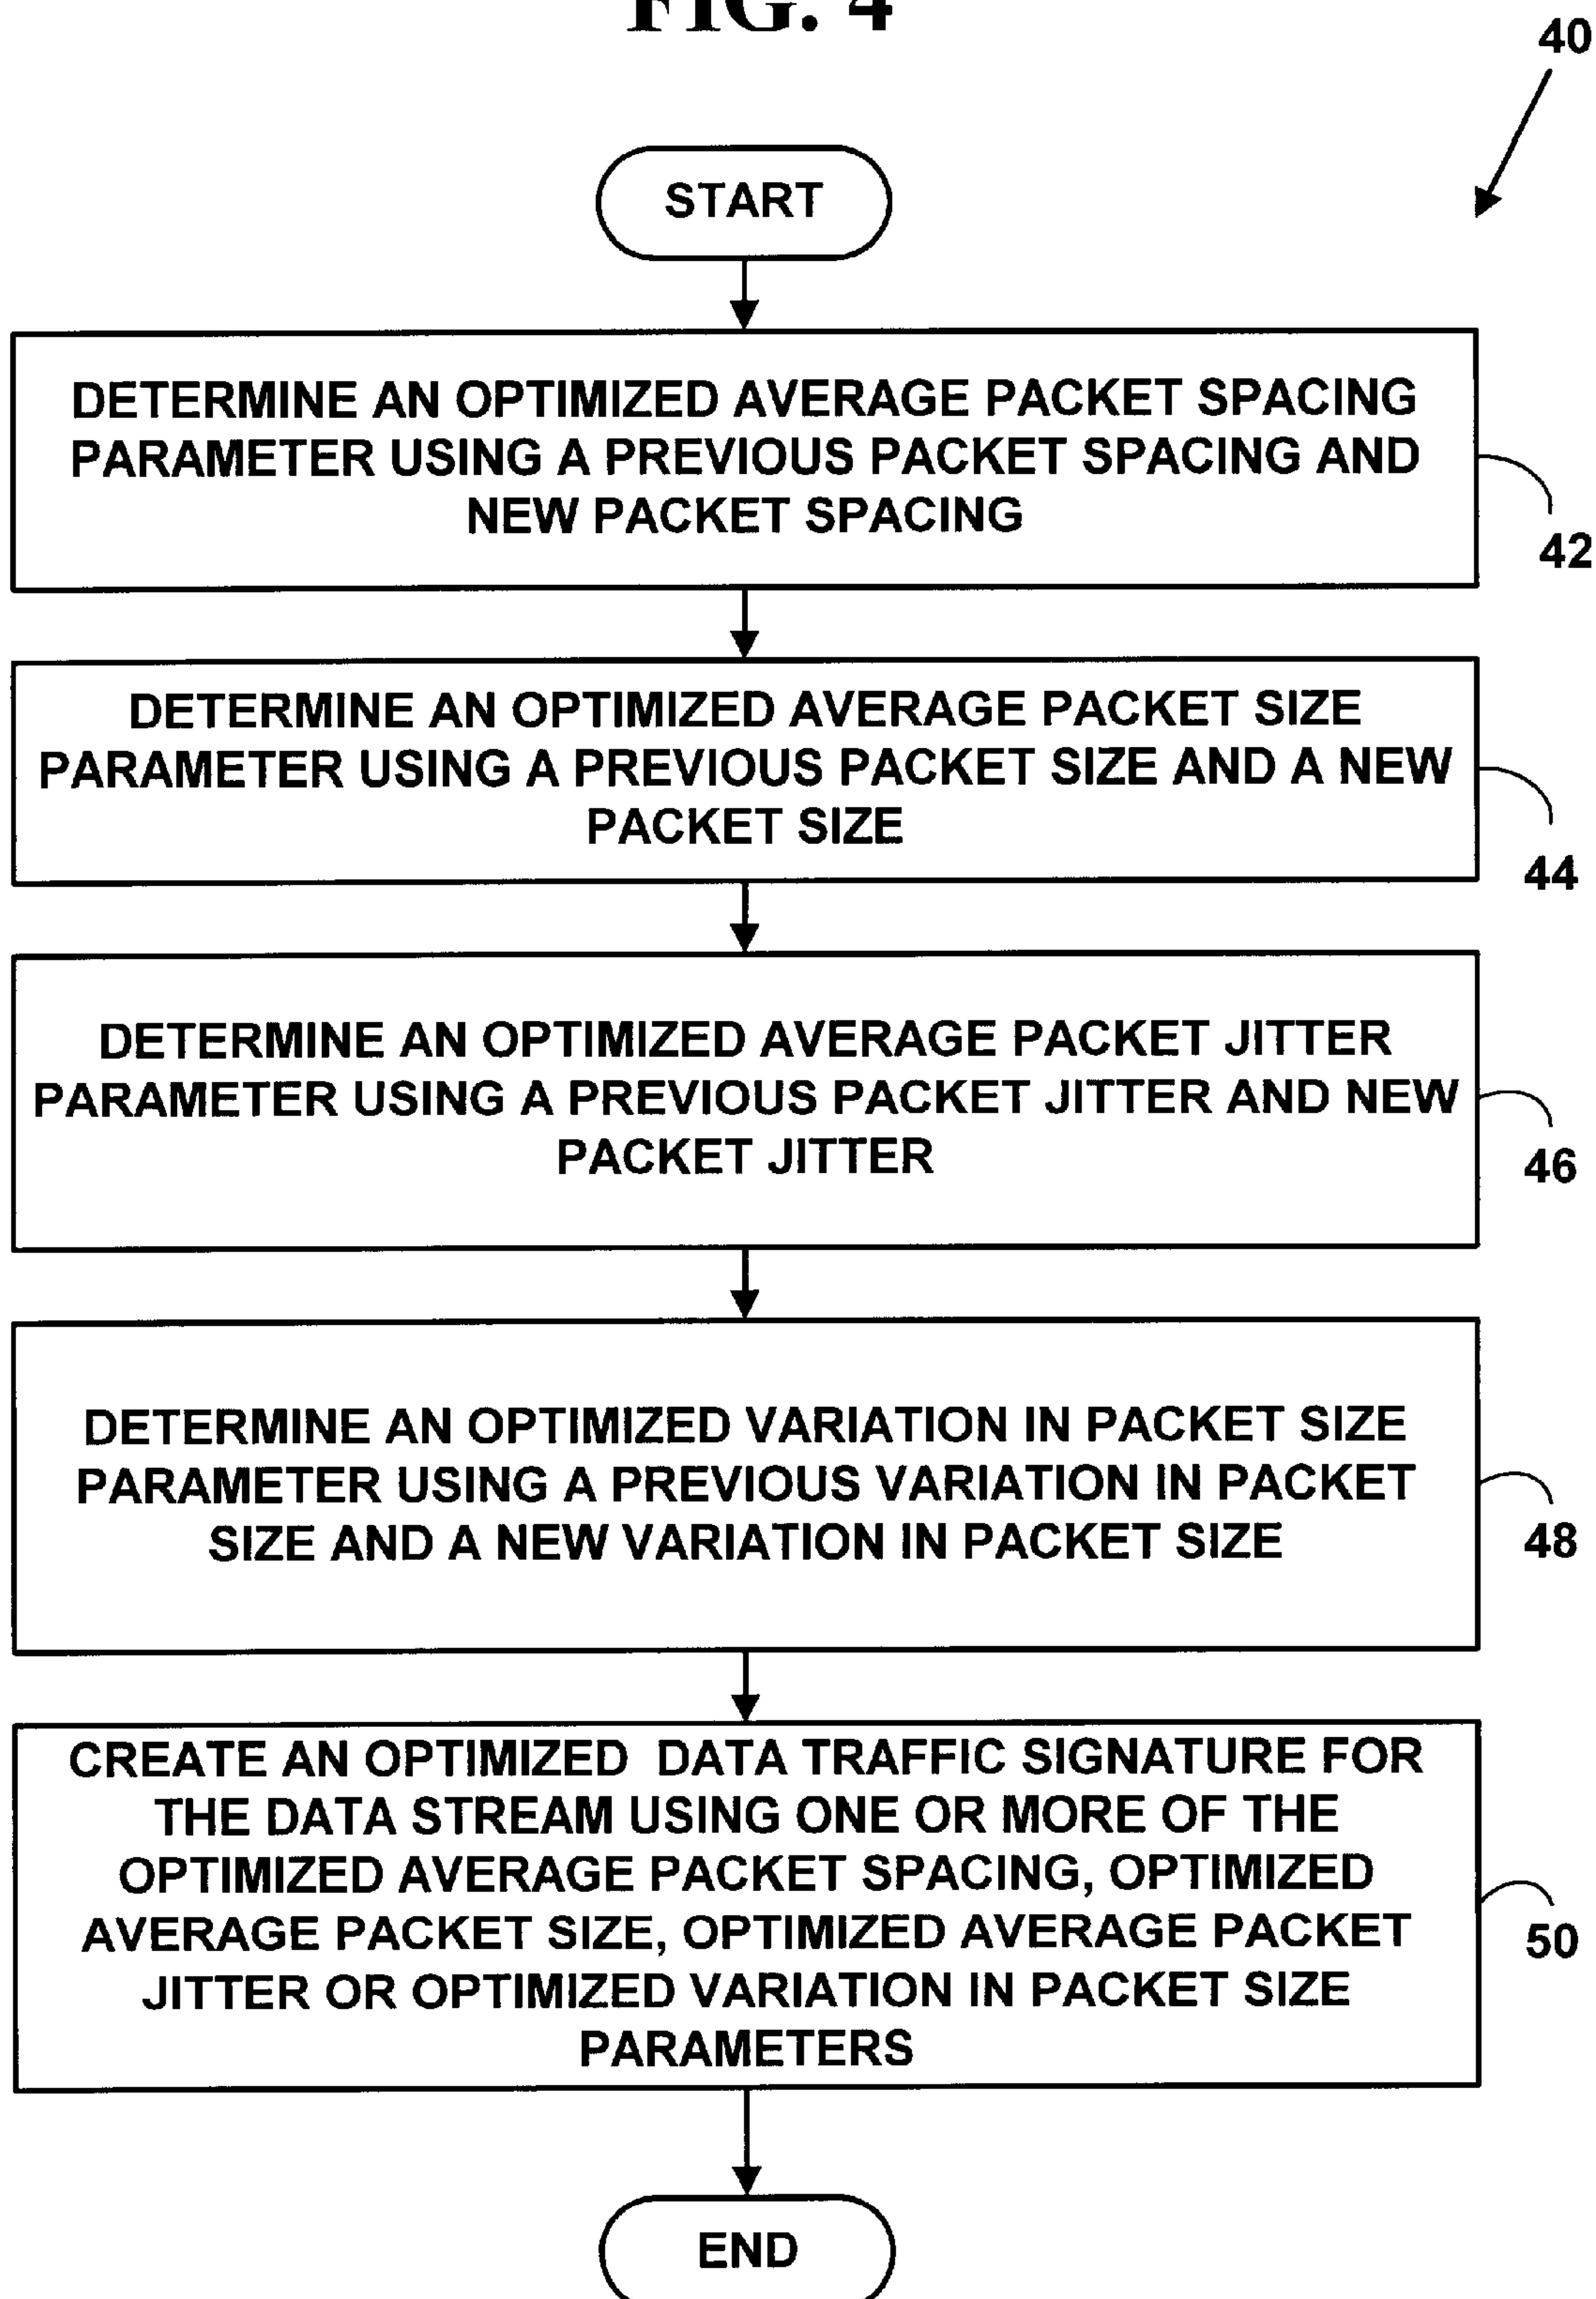 FIG. 4
40
START
DETERMINE AN OPTIMIZED AVERAGE PACKET SPACING
PARAMETER USING A PREVIOUS PACKET SPACING AND
NEW PACKET SPACING
42
DETERMINE AN OPTIMIZED AVERAGE PACKET SIZE
PARAMETER USING A PREVIOUS PACKET SIZE AND A NEW
PACKET SIZE
44
DETERMINE AN OPTIMIZED AVERAGE PACKET JITTER
PARAMETER USING A PREVIOUS PACKET JITTER AND NEW
PACKET JITTER
46
DETERMINE AN OPTIMIZED VARIATION IN PACKET SIZE
PARAMETER USING A PREVIOUS VARIATION IN PACKET
SIZE AND A NEW VARIATION IN PACKET SIZE
48
CREATE AN OPTIMIZED DATA TRAFFIC SIGNATURE FOR
THE DATA STREAM USING ONE OR MORE OF THE
OPTIMIZED AVERAGE PACKET SPACING, OPTIMIZED
AVERAGE PACKET SIZE, OPTIMIZED AVERAGE PACKET
JITTER OR OPTIMIZED VARIATION IN PACKET SIZE
PARAMETERS
50
END